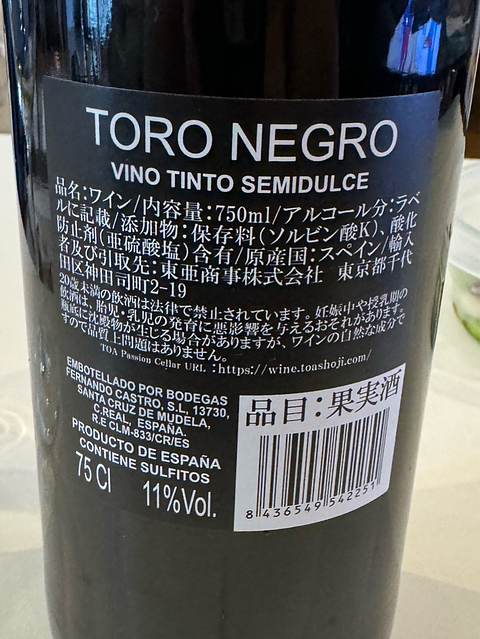 TORO NEGRO
VINO TINTO SEMIDULCE
品名:ワイン/内容量:750ml/アルコール分:ラベ
ルに記載/添加物:保存料(ソルビン酸K)、酸化
防止剤(亜硫酸塩)含有/原産国:スペイン/輸入
者及び引取先:東亜商事株式会社 東京都千代
田区神田司町2-19
20歳未満の飲酒は法律で禁止されています。妊娠中や授乳期の
飲酒は、胎児・乳児の発育に悪影響を与えるおそれがあります。
瓶底に沈殿物が生じる場合がありますが、ワインの自然な成分で
すので品質上問題はありません。
TOA Passion Cellar URL :https://wine.toashoji.com/
EMBOTELLADO POR BODEGAS
FERNANDO CASTRO, S.L, 13730,
SANTA CRUZ DE MUDELA,
C.REAL, ESPAÑA.
R.E CLM-833/CR/ES
PRODUCTO DE ESPAÑA
CONTIENE SULFITOS
75 Cl 11%Vol.
品目:果実酒
8 436549 542251